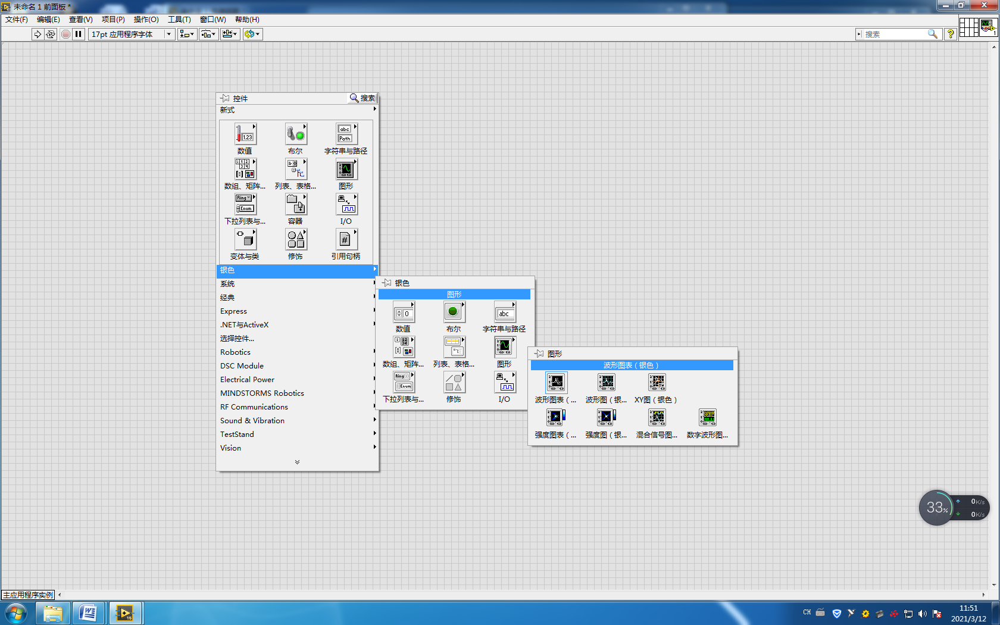 未命名 1 前面板 *
文件(F) 编辑(E) 查看(V) 项目(P) 操作(O) 工具(T) 窗口(W) 帮助(H)
17pt 应用程序字体
搜索
控件 搜索
新式
数值 布尔 字符串与路径
数组、矩阵... 列表、表格... 图形
下拉列表与... 容器 I/O
变体与类 修饰 引用句柄
银色
系统
经典
Express
.NET与ActiveX
选择控件...
Robotics
DSC Module
Electrical Power
MINDSTORMS Robotics
RF Communications
Sound & Vibration
TestStand
Vision
银色
图形
数值 布尔 字符串与路径
数组、矩阵... 列表、表格... 图形
下拉列表与... 修饰 I/O
图形
波形图表 ( 银色 )
波形图表 ( ... 波形图 ( 银... XY图 ( 银色 )
强度图表 ( ... 强度图 ( 银... 混合信号图... 数字波形图...
33%
0K/s
0K/s
主应用程序实例
CH
11:51
2021/3/12